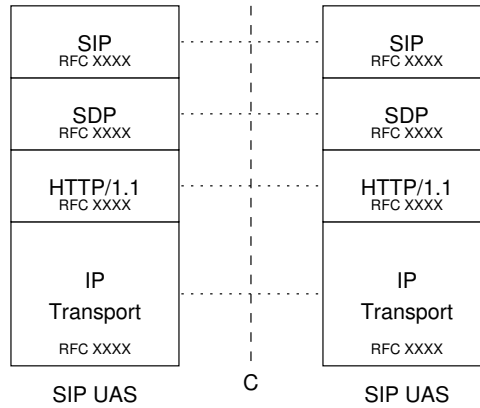 SIP SIP
RFC XXXX RFC XXXX
SDP SDP
RFC XXXX RFC XXXX
HTTP/1.1 HTTP/1.1
RFC XXXX RFC XXXX
IP IP
Transport Transport
RFC XXXX RFC XXXX
SIP UAS C SIP UAS